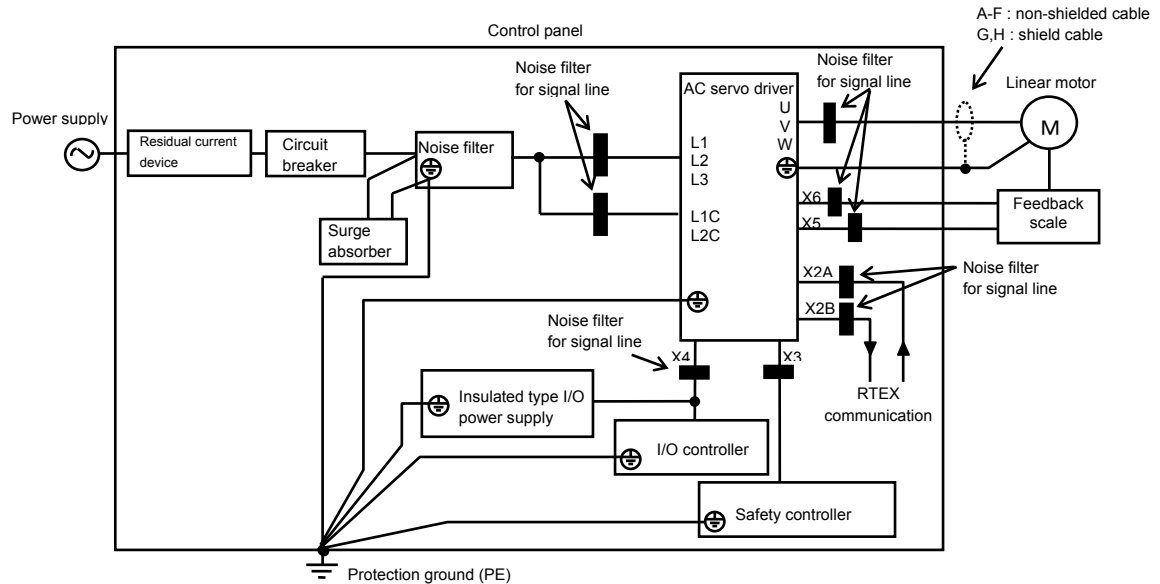 A-F : non-shielded cable
G,H : shield cable
Control panel
Noise filter
for signal line
Noise filter
for signal line
Linear motor
AC servo driver
Power supply
Residual current
device
Circuit
breaker
Noise filter
U
V
W
M
L1
L2
L3
L1C
L2C
X6
X5
Feedback
scale
Surge
absorber
X2A
X2B
Noise filter
for signal line
Noise filter
for signal line
X4
X3
RTEX
communication
Insulated type I/O
power supply
I/O controller
Safety controller
Protection ground (PE)